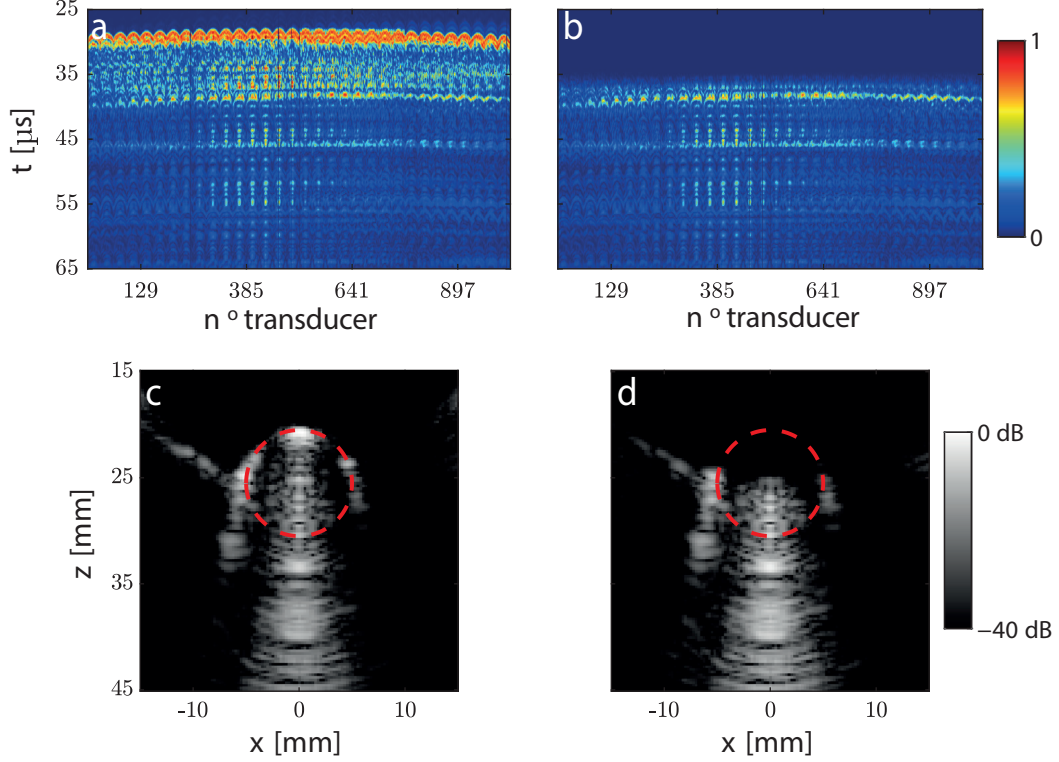 a
b
25
35
45
55
65
t [µs]
129 385 641 897
n º transducer
129 385 641 897
n º transducer
1
0
c
d
15
25
35
45
z [mm]
-10 0 10
x [mm]
-10 0 10
x [mm]
0 dB
−40 dB